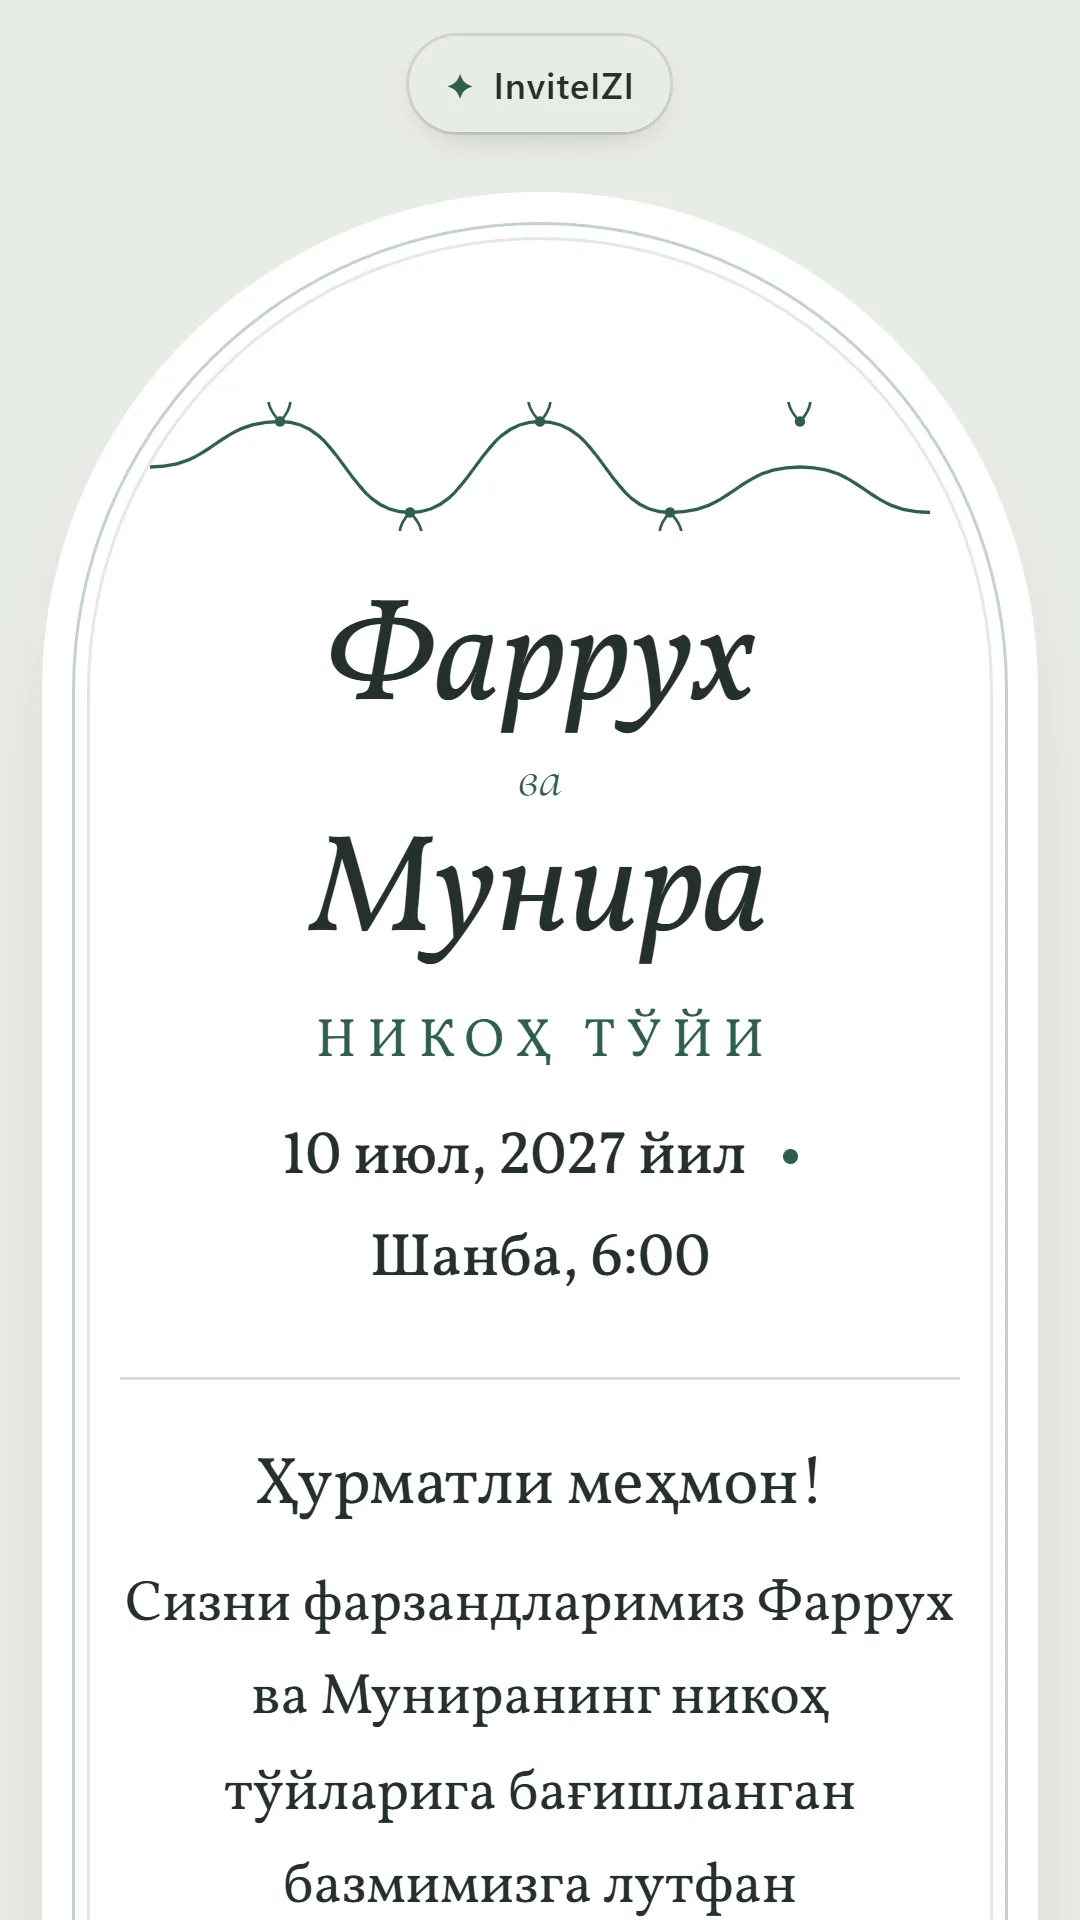 InviteIZI
Фаррух
ва
Мунира
НИКОҲ ТЎЙИ
10 июл, 2027 йил •
Шанба, 6:00
Ҳурматли меҳмон!
Сизни фарзандларимиз Фаррух
ва Муниранинг никоҳ
тўйларига бағишланган
базмимизга лутфан